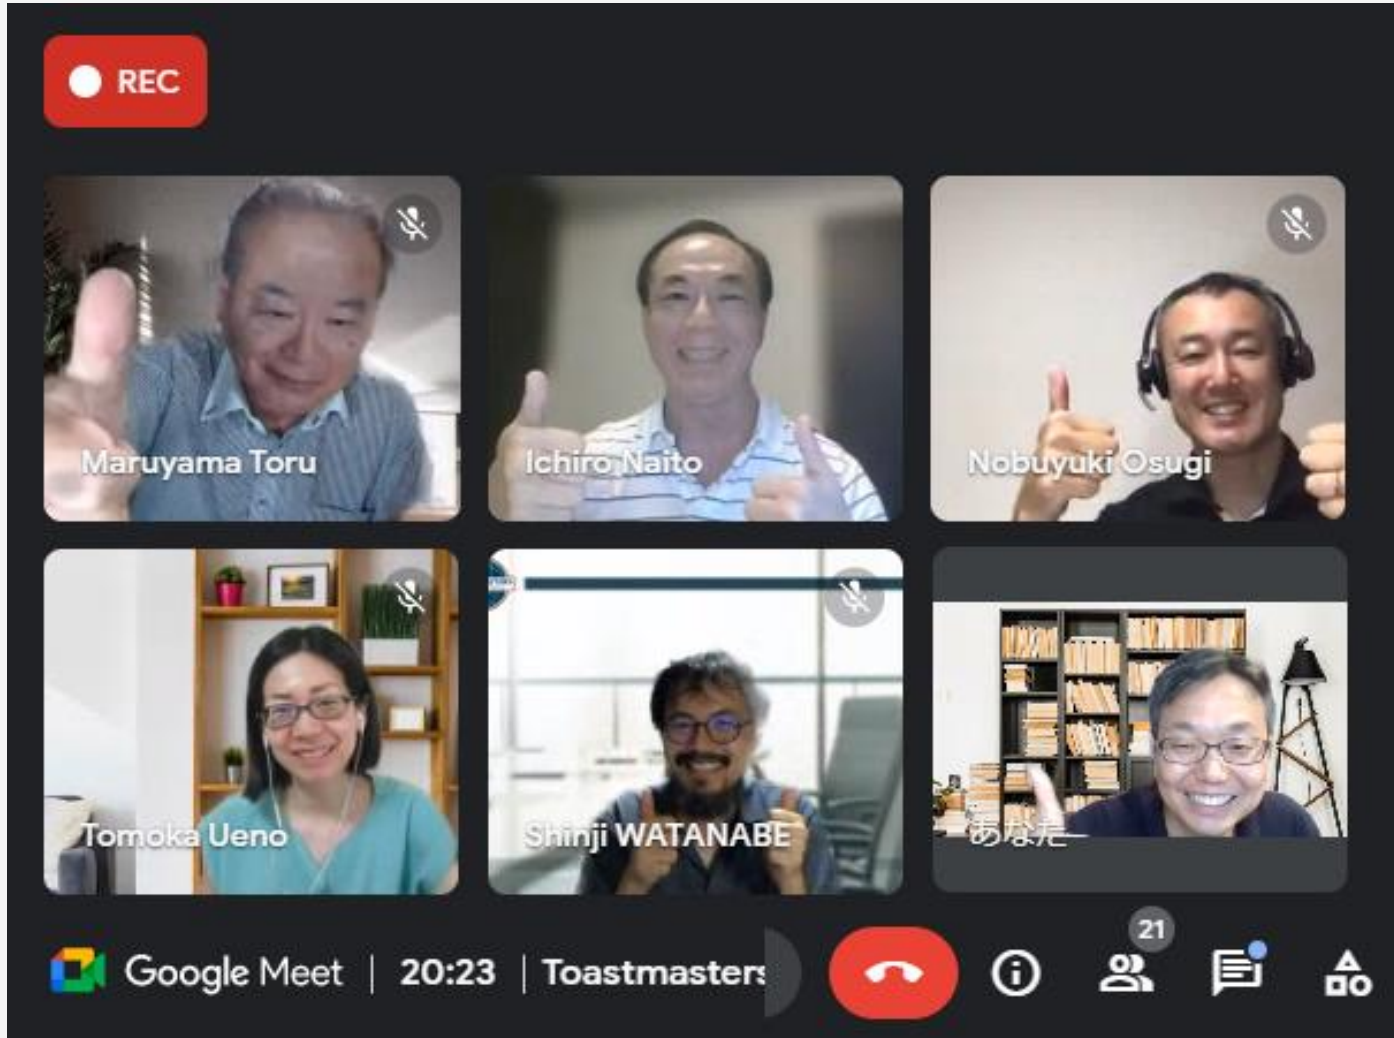 REC
Maruyama Toru
Ichiro Naito
Nobuyuki Osugi
Tomoka Ueno
Shinji WATANABE
あなた
21
Google Meet | 20:23 | Toastmasters